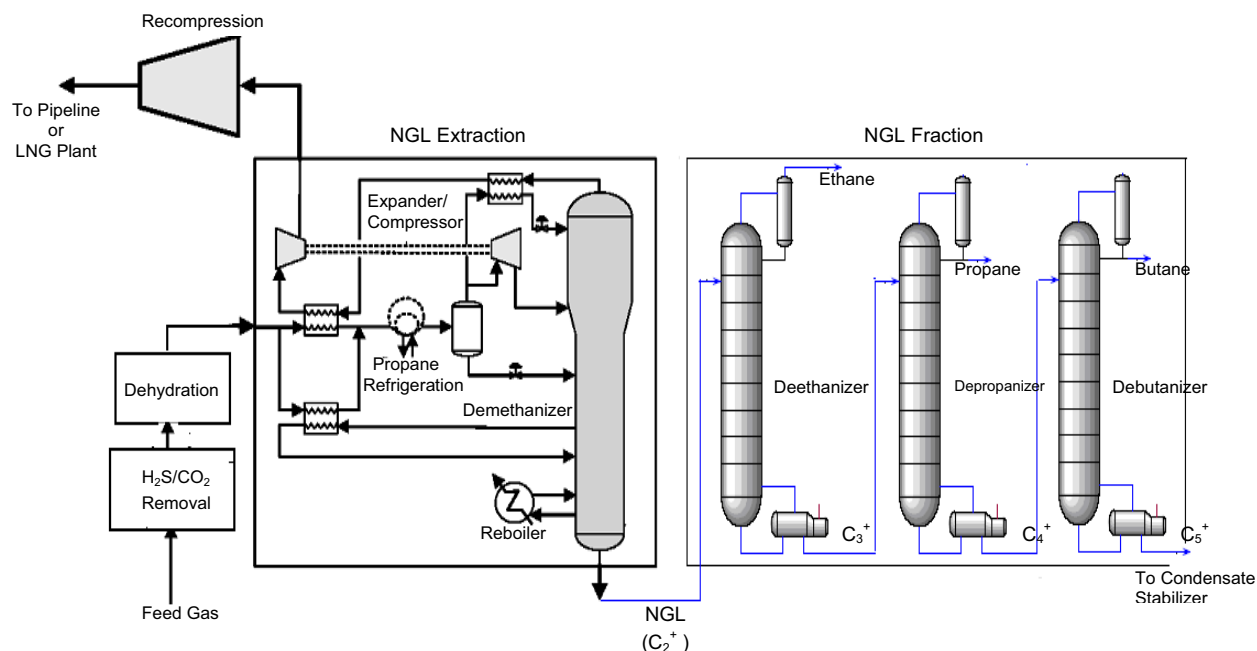 Recompression
To Pipeline
or
LNG Plant
NGL Extraction
NGL Fraction
Expander/
Compressor
Ethane
Propane
Butane
Propane
Refrigeration
Dehydration
Demethanizer
Deethanizer
Depropanizer
Debutanizer
H₂S/CO₂
Removal
Reboiler
C₃⁺
C₄⁺
C₅⁺
To Condensate
Stabilizer
Feed Gas
NGL
(C₂⁺ )